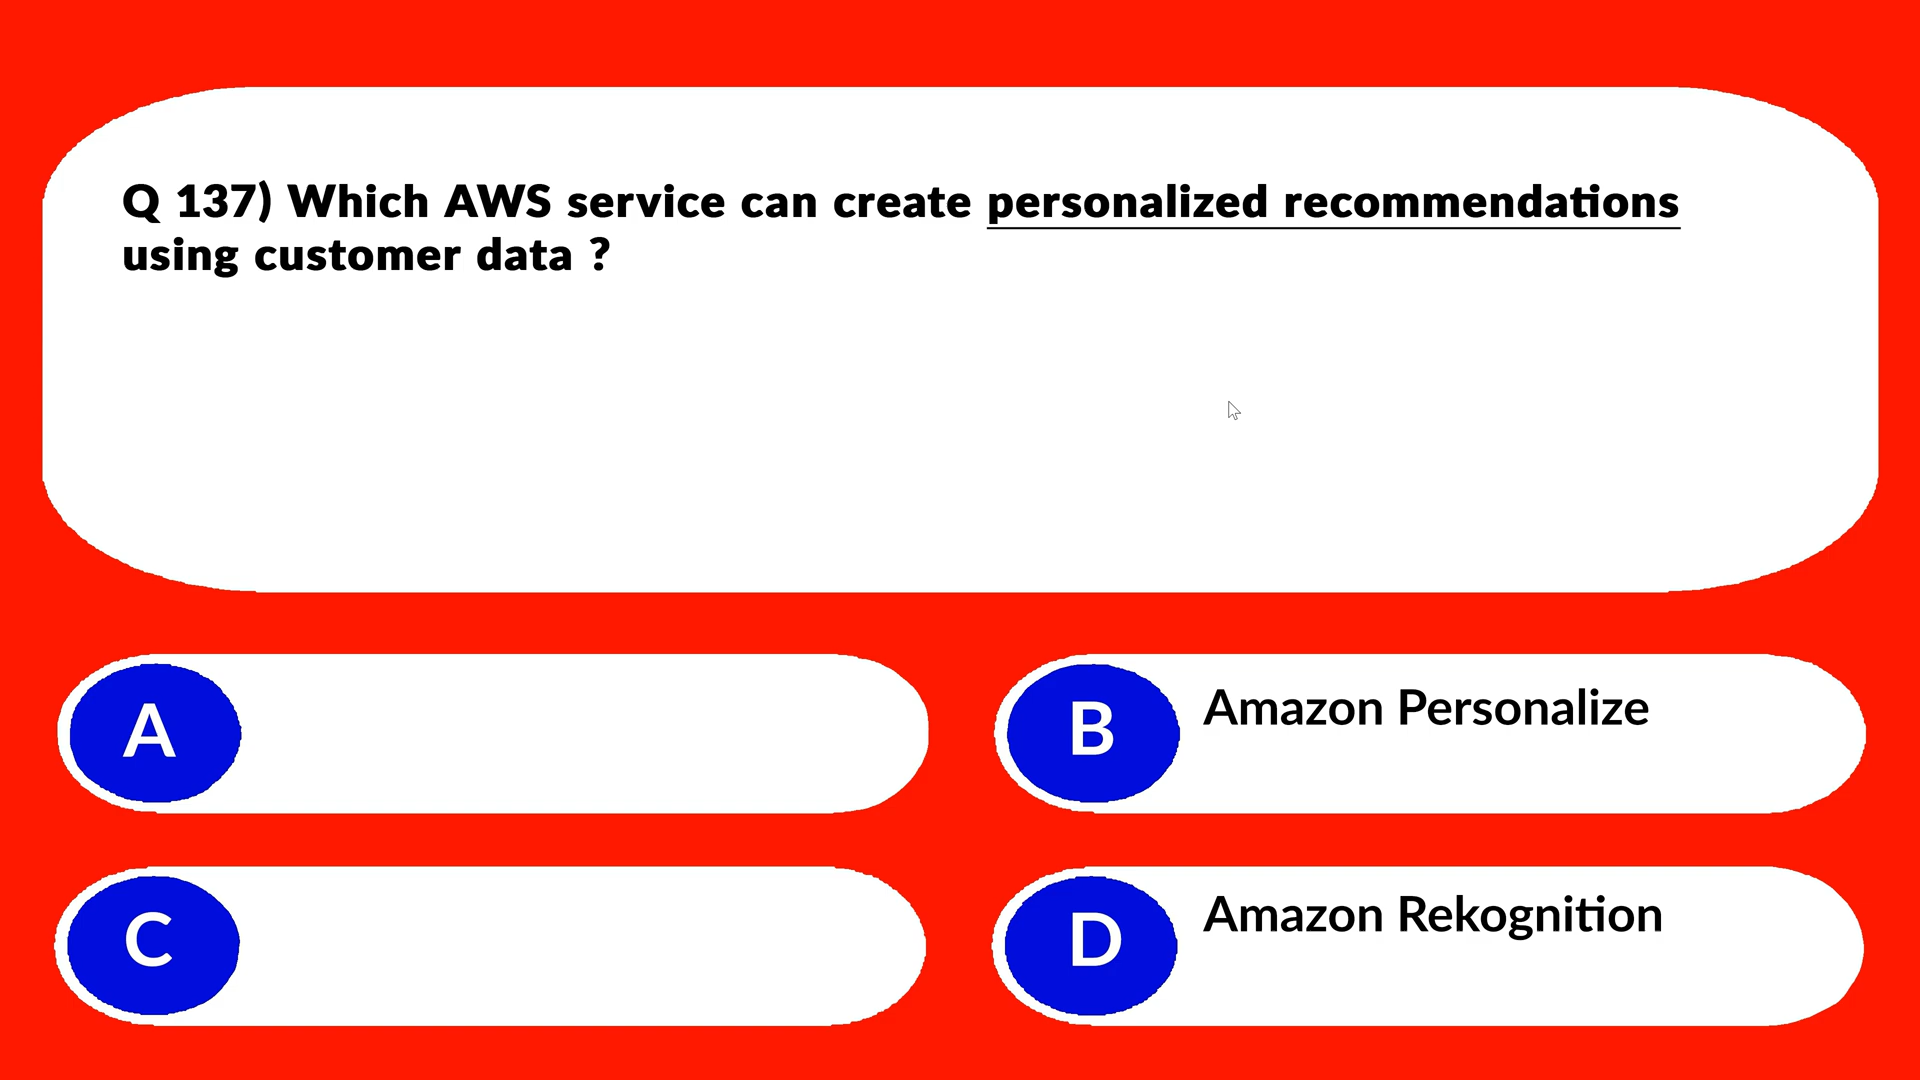 Q 137) Which AWS service can create personalized recommendations
using customer data ?
A
B
Amazon Personalize
C
D
Amazon Rekognition